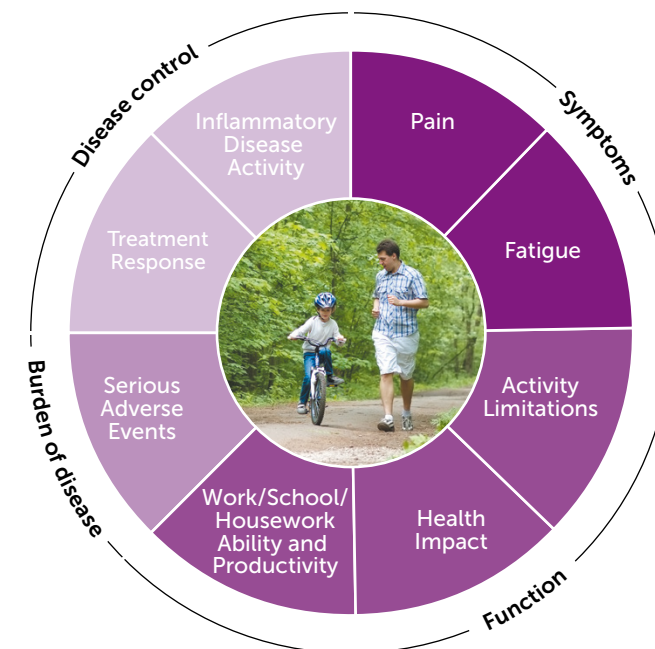 Disease control
Symptoms
Inflammatory
Disease
Activity
Pain
Treatment
Response
Fatigue
Serious
Adverse
Events
Activity
Limitations
Work/School/
Housework
Ability and
Productivity
Health
Impact
Burden of disease
Function